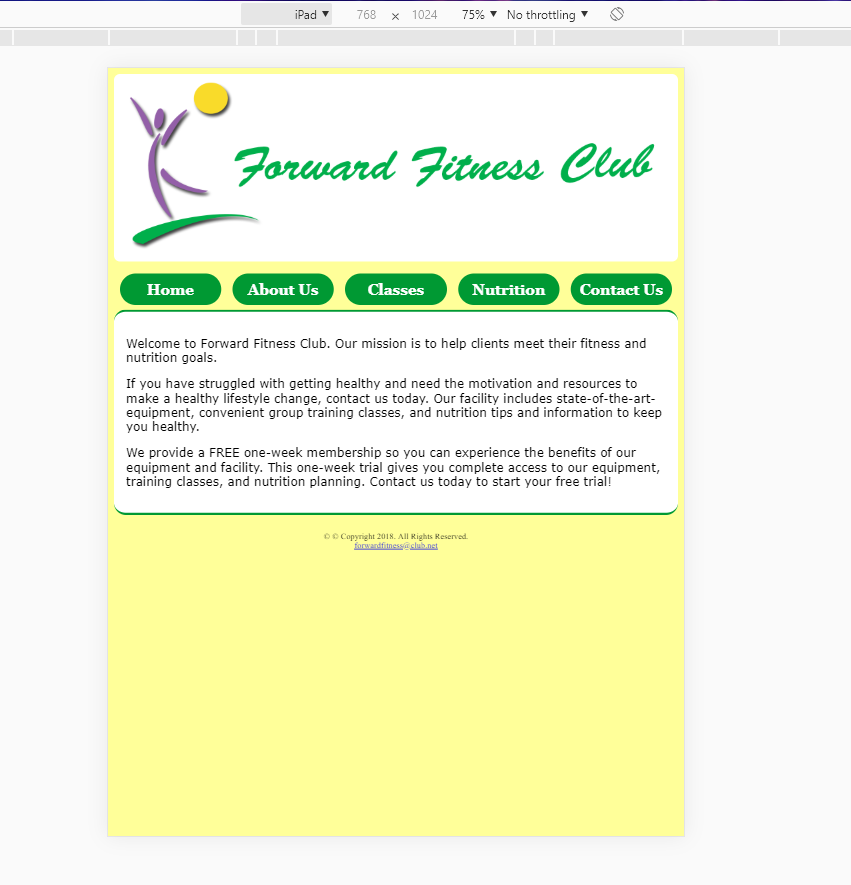 iPad ▼ 768 × 1024 75% ▼ No throttling ▼
Forward Fitness Club
Home About Us Classes Nutrition Contact Us
Welcome to Forward Fitness Club. Our mission is to help clients meet their fitness and
nutrition goals.
If you have struggled with getting healthy and need the motivation and resources to
make a healthy lifestyle change, contact us today. Our facility includes state-of-the-art-
equipment, convenient group training classes, and nutrition tips and information to keep
you healthy.
We provide a FREE one-week membership so you can experience the benefits of our
equipment and facility. This one-week trial gives you complete access to our equipment,
training classes, and nutrition planning. Contact us today to start your free trial!
© © Copyright 2018. All Rights Reserved.
forwardfitness@club.net